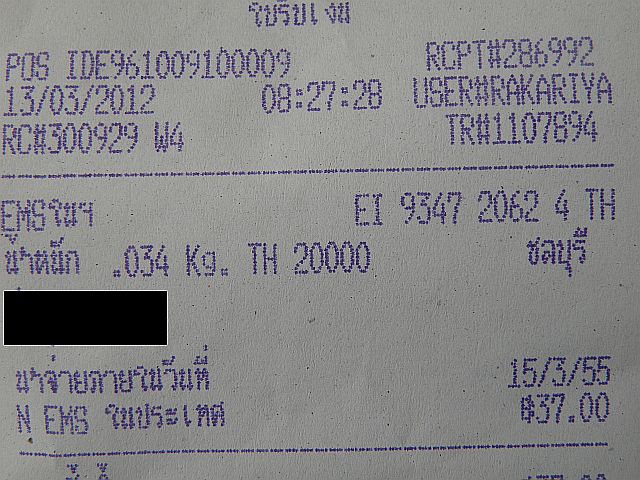 ใบรับเงิน
POS IDE961009100009 RCPT#286992
13/03/2012 08:27:28 USER#RAKARIYA
RC#300929 W4 TR#1107894
EMSในฯ EI 9347 2062 4 TH
น้ำหนัก .034 Kg. TH 20000 ชลบุรี
นำจ่ายภายในวันที่ 15/3/55
N EMS ในประเทศ ฿37.00